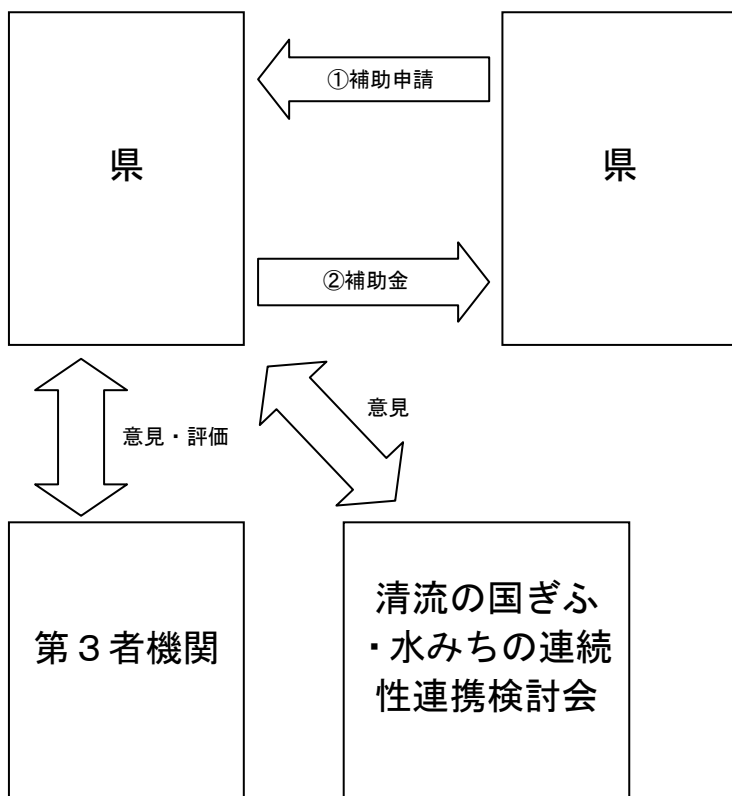 県
①補助申請
県
②補助金
意見・評価
意見
第３者機関
清流の国ぎふ
・水みちの連続
性連携検討会